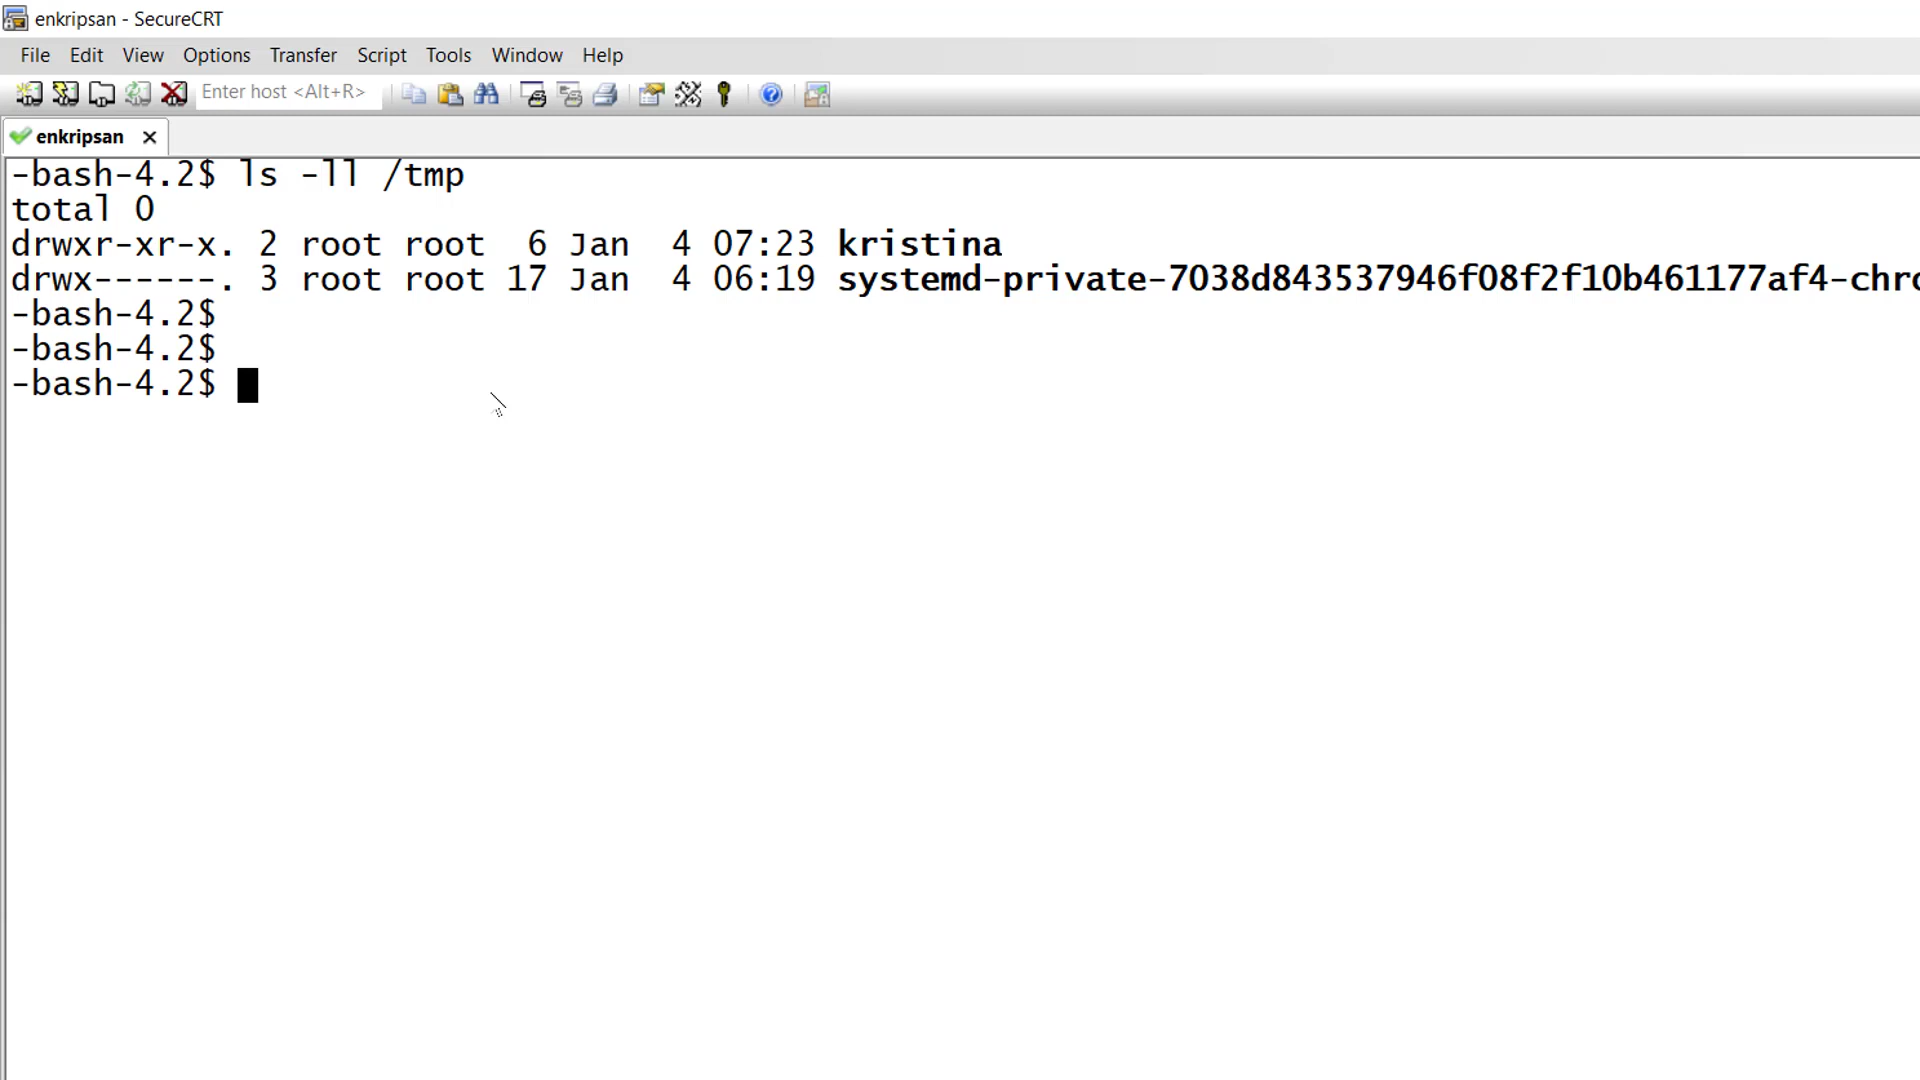 enkripsan - SecureCRT
File Edit View Options Transfer Script Tools Window Help
Enter host <Alt+R>
enkripsan
-bash-4.2$ ls -ll /tmp
total 0
drwxr-xr-x. 2 root root  6 Jan  4 07:23 kristina
drwx------. 3 root root 17 Jan  4 06:19 systemd-private-7038d843537946f08f2f10b461177af4-chro
-bash-4.2$
-bash-4.2$
-bash-4.2$